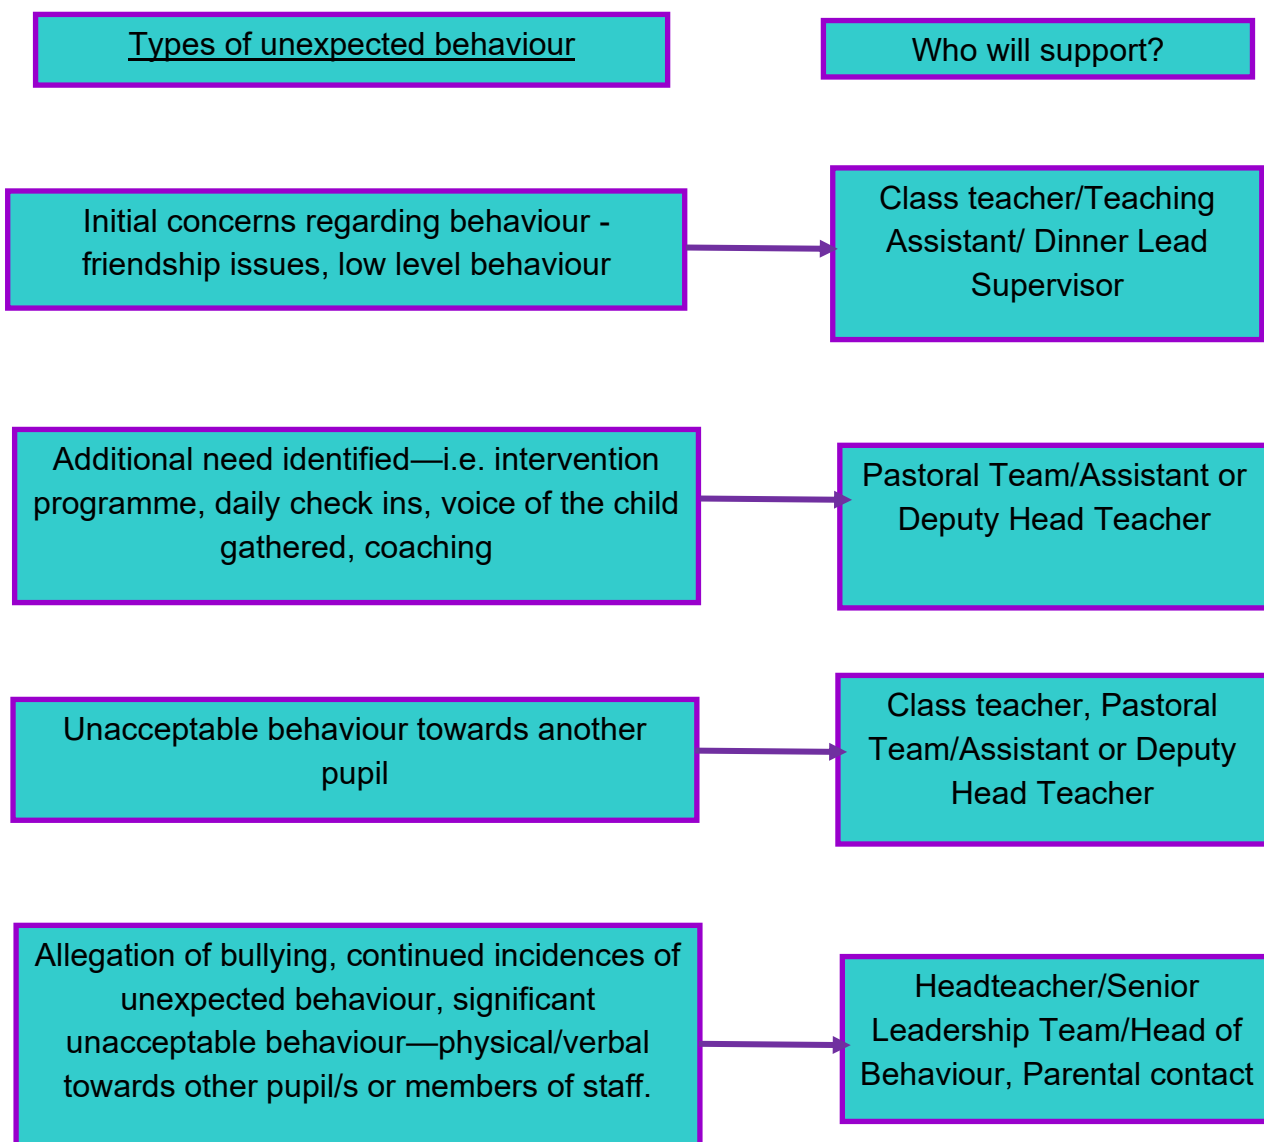 Types of unexpected behaviour
Who will support?
Initial concerns regarding behaviour -
friendship issues, low level behaviour
Class teacher/Teaching
Assistant/ Dinner Lead
Supervisor
Additional need identified—i.e. intervention
programme, daily check ins, voice of the child
gathered, coaching
Pastoral Team/Assistant or
Deputy Head Teacher
Unacceptable behaviour towards another
pupil
Class teacher, Pastoral
Team/Assistant or Deputy
Head Teacher
Allegation of bullying, continued incidences of
unexpected behaviour, significant
unacceptable behaviour—physical/verbal
towards other pupil/s or members of staff.
Headteacher/Senior
Leadership Team/Head of
Behaviour, Parental contact